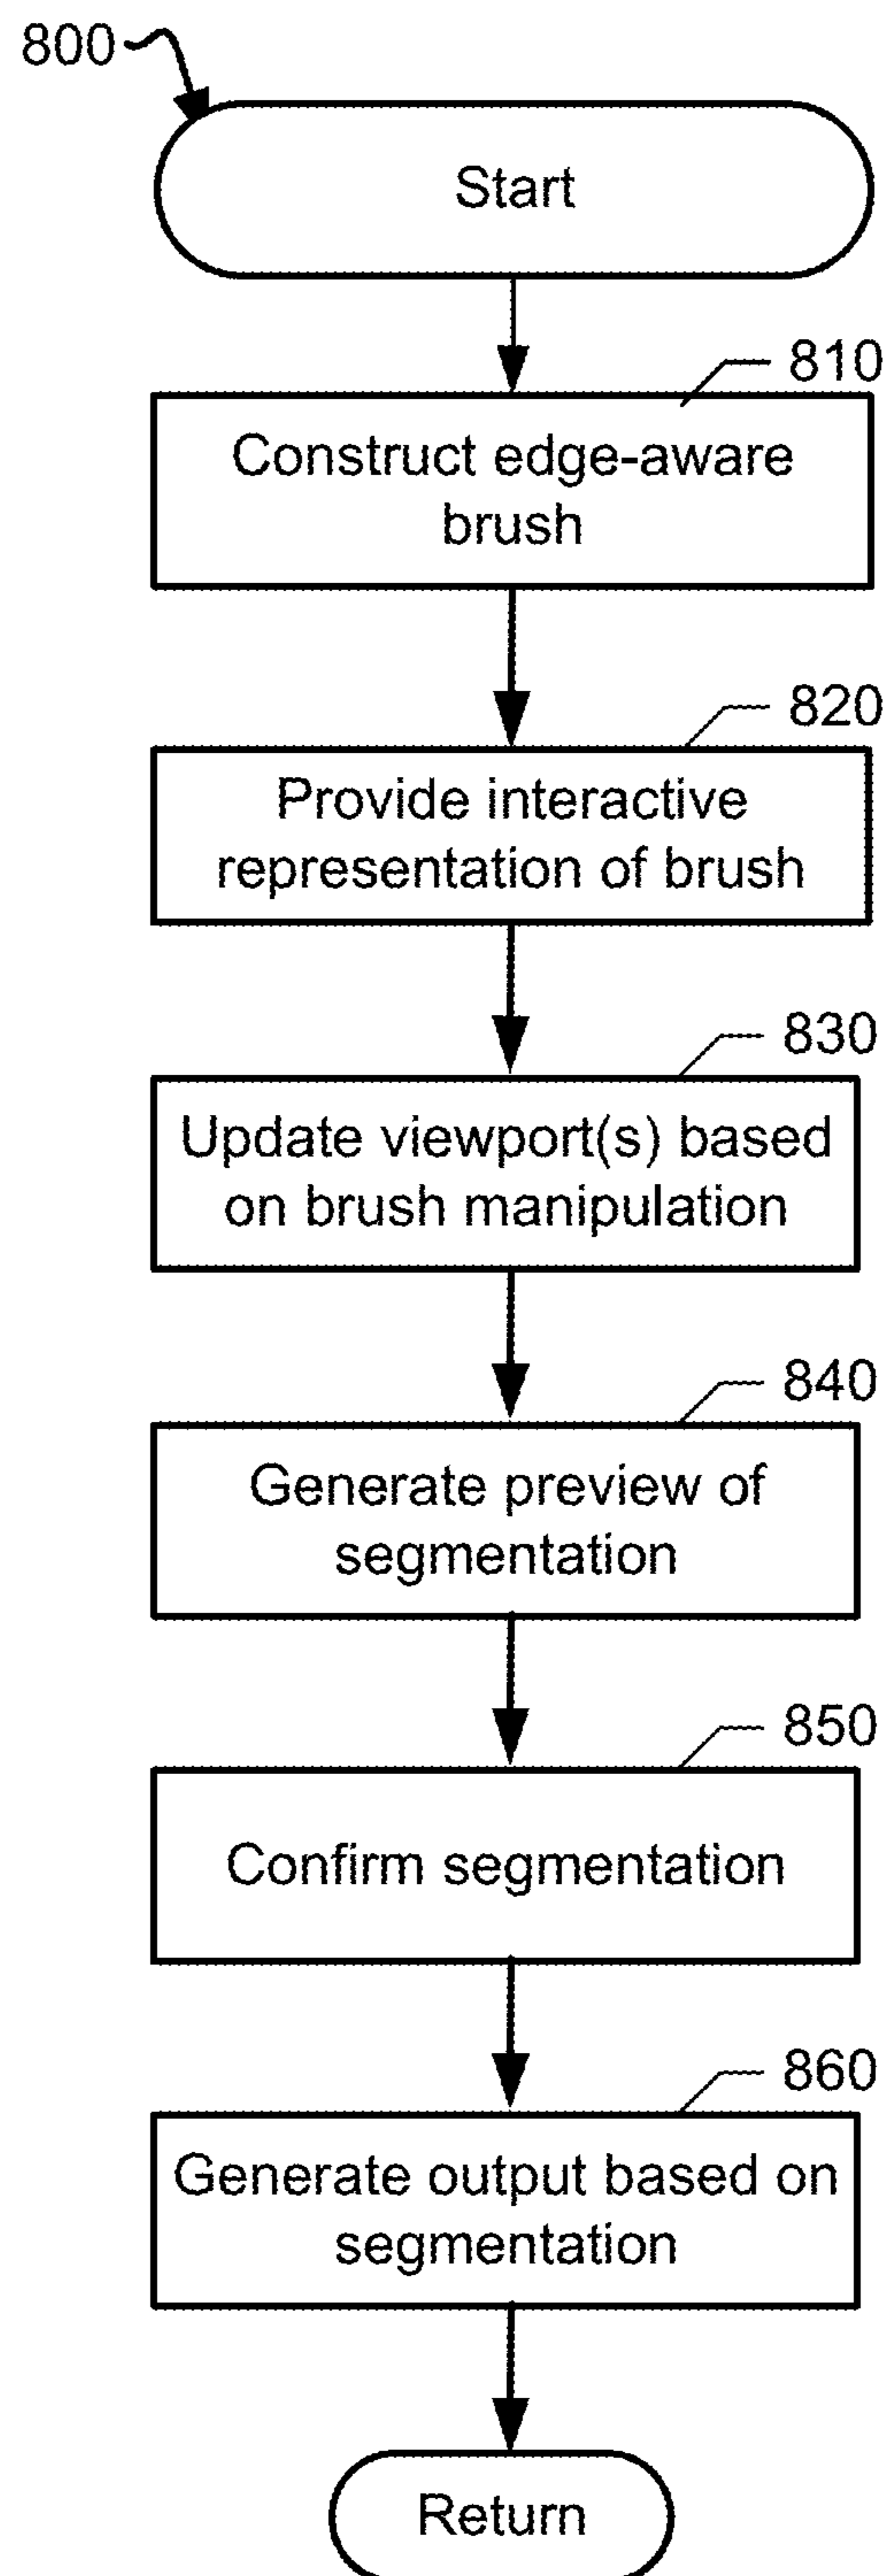 800
Start
810
Construct edge-aware
brush
820
Provide interactive
representation of brush
830
Update viewport(s) based
on brush manipulation
840
Generate preview of
segmentation
850
Confirm segmentation
860
Generate output based on
segmentation
Return